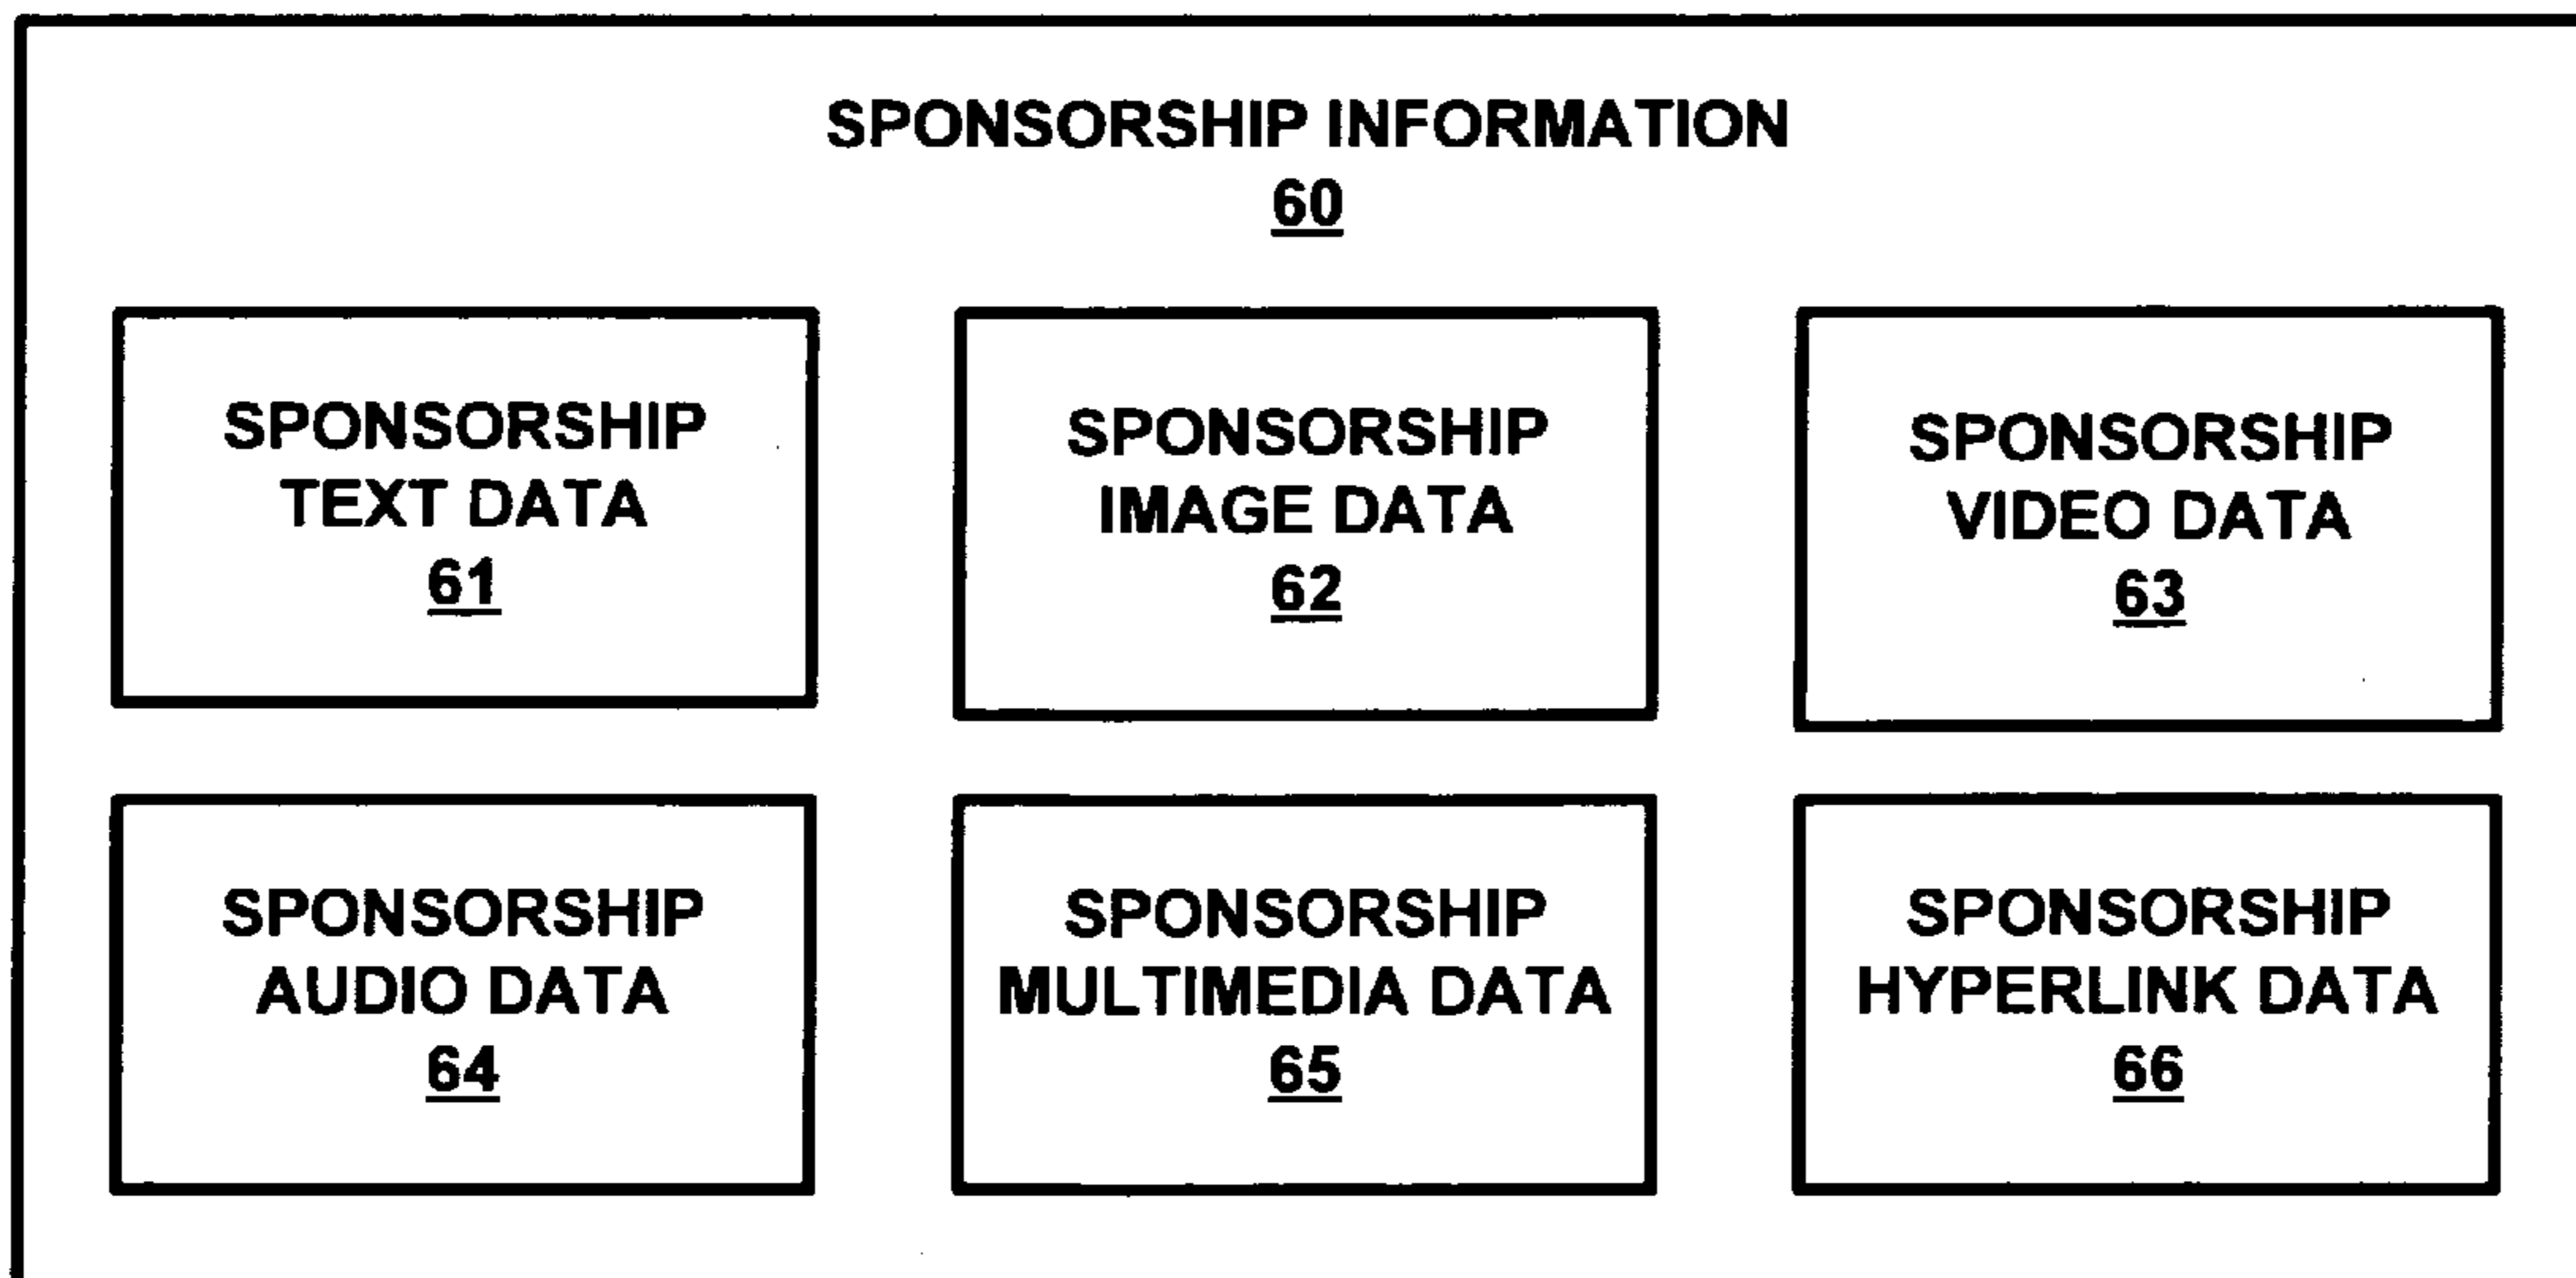 SPONSORSHIP INFORMATION
60
SPONSORSHIP
TEXT DATA
61
SPONSORSHIP
IMAGE DATA
62
SPONSORSHIP
VIDEO DATA
63
SPONSORSHIP
AUDIO DATA
64
SPONSORSHIP
MULTIMEDIA DATA
65
SPONSORSHIP
HYPERLINK DATA
66